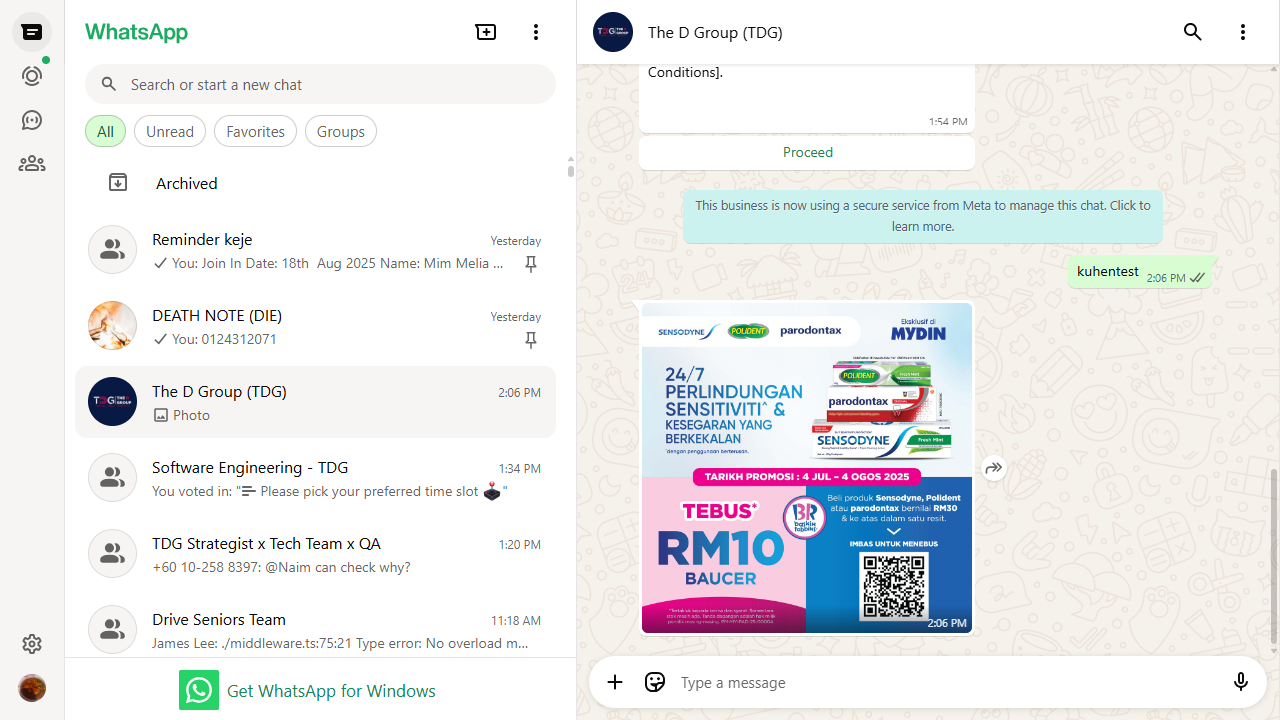 WhatsApp
Search or start a new chat
All
Unread
Favorites
Groups
Archived
Reminder keje
Yesterday
You: Join In Date: 18th Aug 2025 Name: Mim Melia ...
DEATH NOTE (DIE)
Yesterday
You: 0124312071
The D Group (TDG)
2:06 PM
Photo
Software Engineering - TDG
1:34 PM
You voted in: " Please pick your preferred time slot 🕹️"
TDG Strategist x Tech Team x QA
1:20 PM
+60 10-258 8397: @Naim can check why?
Drive Seniors Team
11:18 AM
James Lee: ./middleware.ts:75:21 Type error: No overload m...
Get WhatsApp for Windows
TDG THE D GROUP
The D Group (TDG)
Conditions].
1:54 PM
Proceed
This business is now using a secure service from Meta to manage this chat. Click to
learn more.
kuhentest
2:06 PM
SENSODYNE
POLIDENT
parodontax
Eksklusif di
MYDIN
24/7
PERLINDUNGAN
SENSITIVITI^ &
KESEGARAN YANG
BERKEKALAN
^dengan penggunaan berterusan.
POLIDENT
parodontax
SENSODYNE
Fresh Mint
TARIKH PROMOSI : 4 JUL – 4 OGOS 2025
TEBUS*
RM10
BAUCER
BR
baskin robbins
Beli produk Sensodyne, Polident
atau parodontax bernilai RM30
& ke atas dalam satu resit.
IMBAS UNTUK MENEBUS
2:06 PM
Type a message